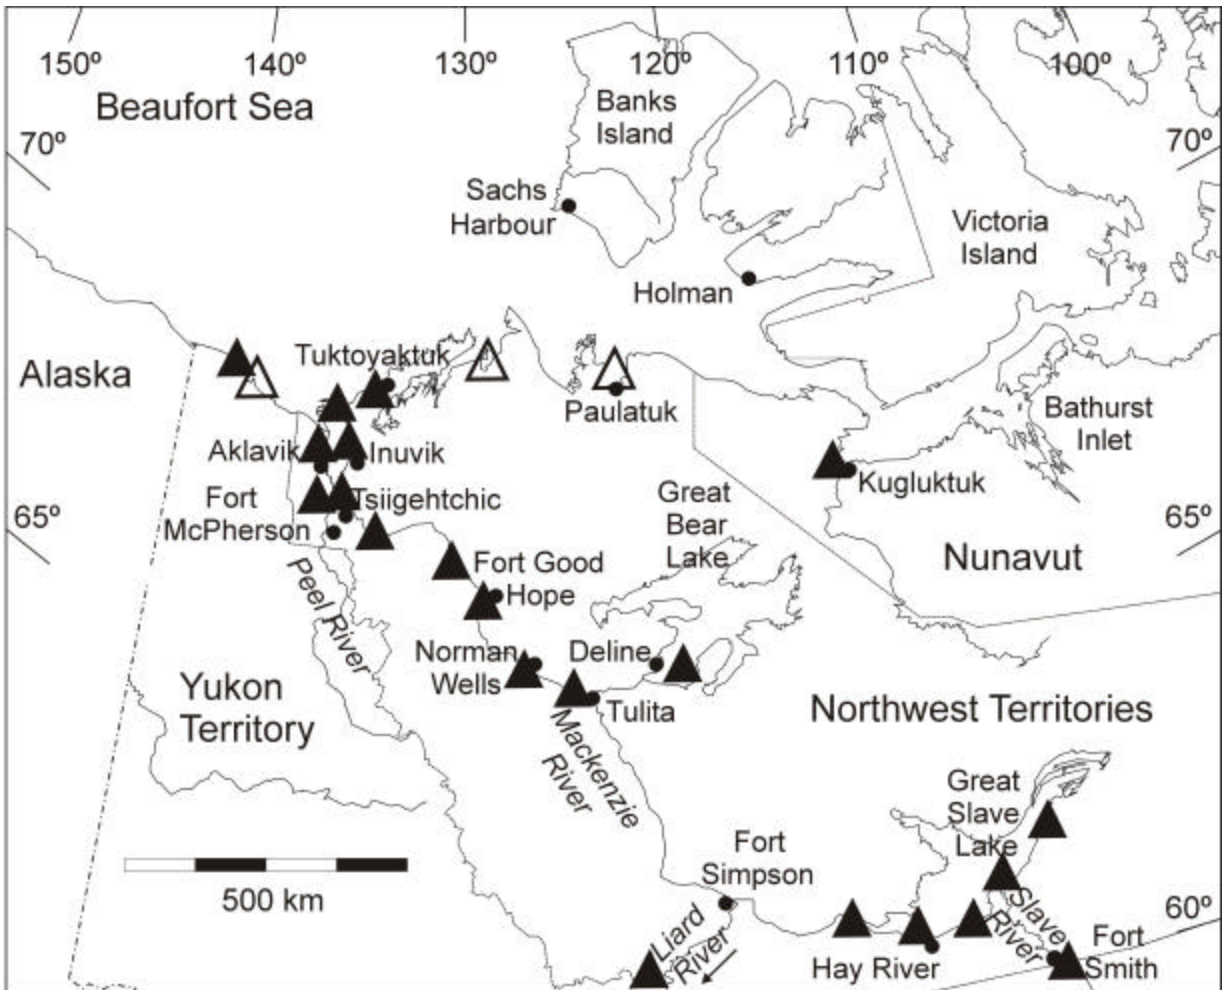 150º 140º 130º 120º 110º 100º
Beaufort Sea
Banks
Island
70º 70º
Sachs
Harbour
Victoria
Island
Holman
Alaska
Tuktoyaktuk
Paulatuk
Bathurst
Inlet
Aklavik
Inuvik
Kugluktuk
Fort
McPherson
Tsiigehtchic
Great
Bear
Lake
65º 65º
Nunavut
Fort Good
Hope
Peel River
Norman
Wells
Deline
Tulita
Yukon
Territory
Northwest Territories
Mackenzie
River
Great
Slave
Lake
Fort
Simpson
500 km
60º
Slave
River
Liard
River
Hay River
Fort
Smith